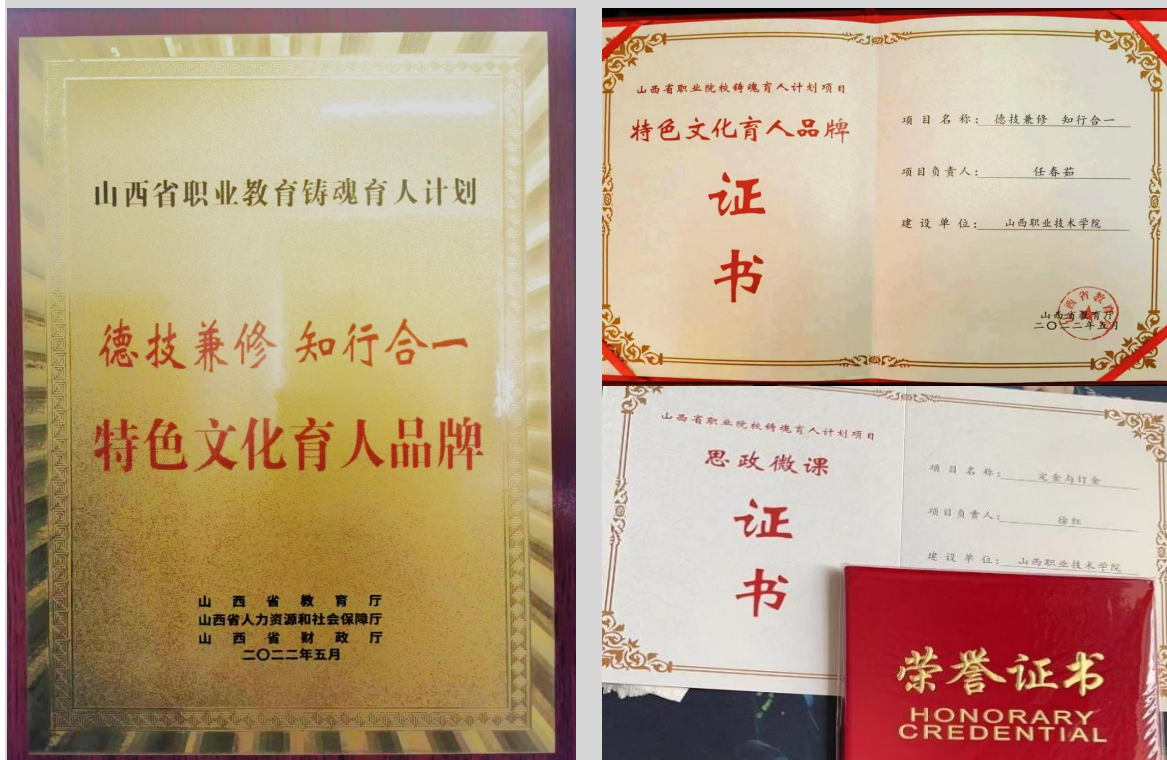 山西省职业教育铸魂育人计划
德技兼修 知行合一
特色文化育人品牌
山西省教育厅
山西省人力资源和社会保障厅
山西省财政厅
二〇二二年五月
山西省职业院校铸魂育人计划项目
特色文化育人品牌
证
书
项目名称：德技兼修 知行合一
项目负责人：任春茹
建设单位：山西职业技术学院
山西省教育厅
二〇二二年五月
山西省职业院校铸魂育人计划项目
思政微课
证
书
项目名称：定金与订金
项目负责人：徐红
建设单位：山西职业技术学院
荣誉证书
HONORARY
CREDENTIAL